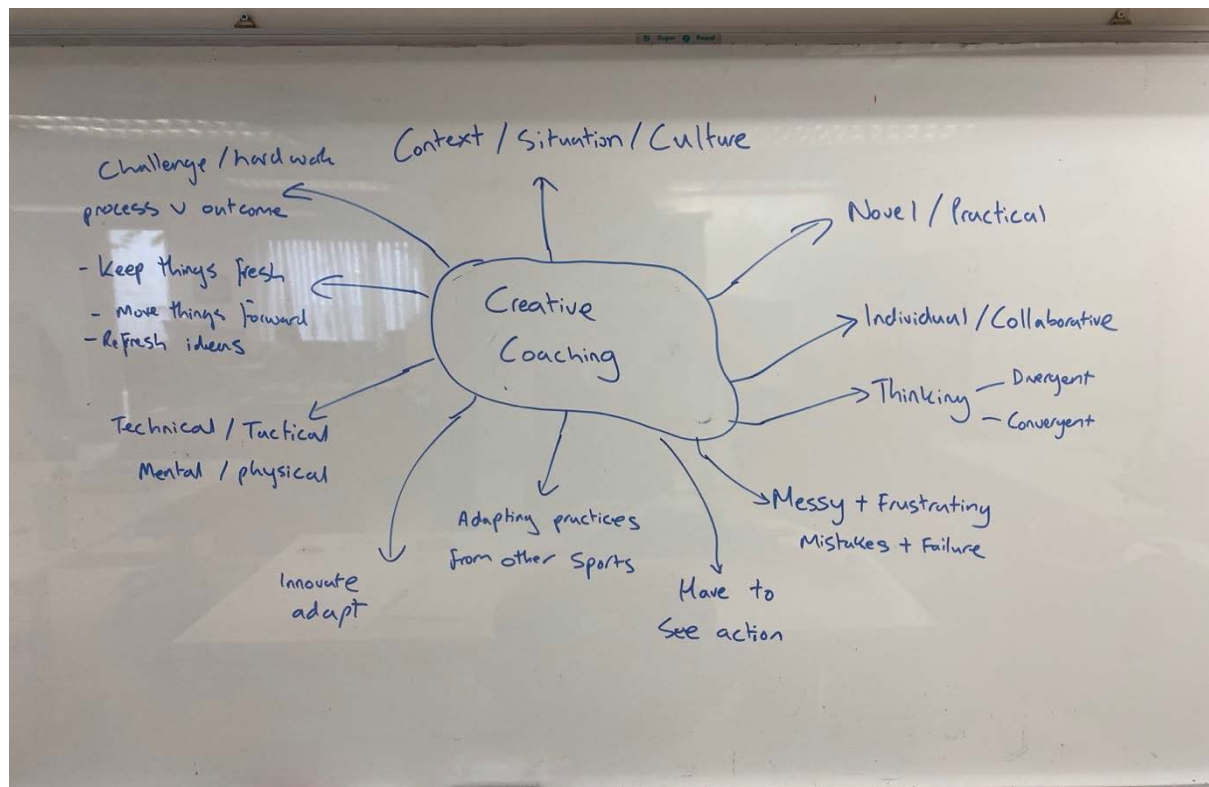 Super Board
Context / Situation / Culture
Challenge / hard work
process v outcome
- Keep things fresh
- Move things forward
- Refresh ideas
Creative
Coaching
Novel / Practical
Individual / Collaborative
Thinking
Divergent
Convergent
Technical / Tactical
Mental / physical
Messy + Frustrating
Mistakes + Failure
Adapting practices
from other Sports
Innovate
adapt
Have to
See action